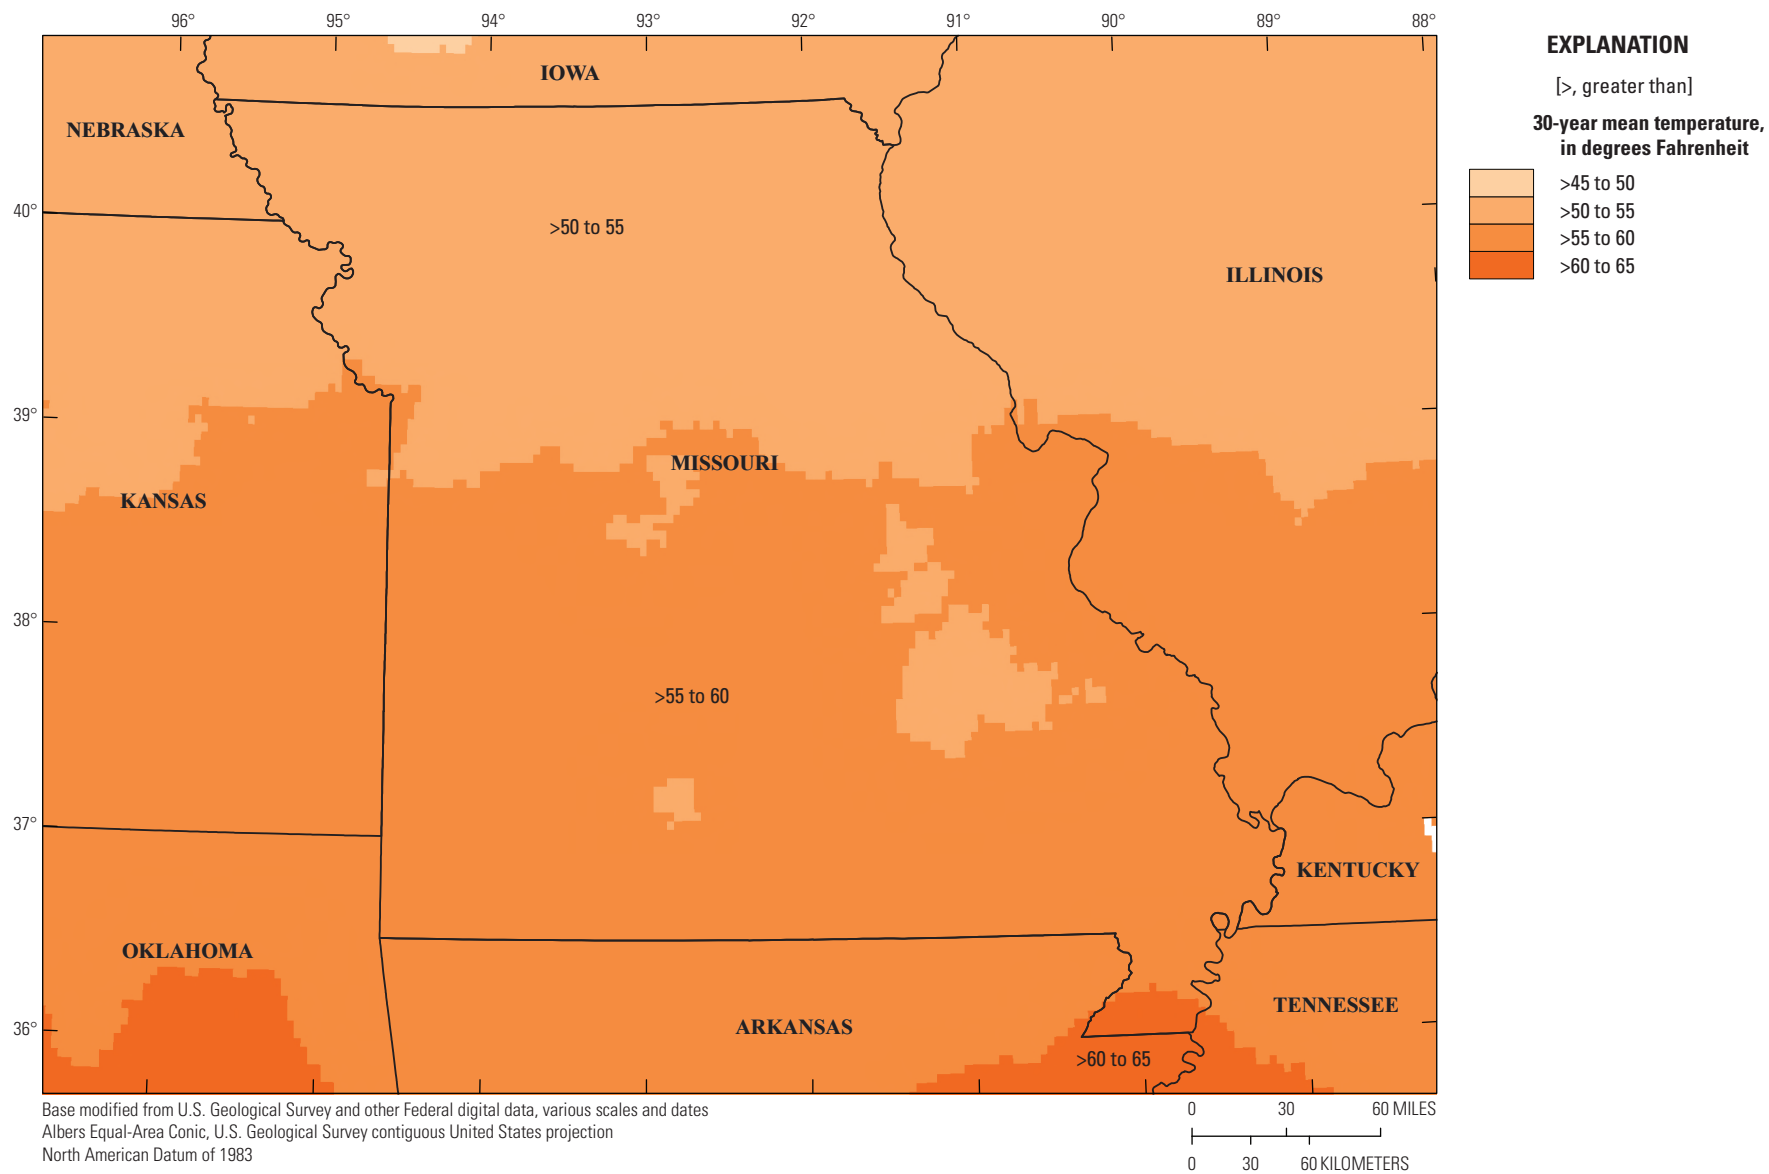 96° 95° 94° 93° 92° 91° 90° 89° 88°
EXPLANATION
[>, greater than]
30-year mean temperature,
in degrees Fahrenheit
>45 to 50
>50 to 55
>55 to 60
>60 to 65
IOWA
NEBRASKA
40°
>50 to 55
ILLINOIS
39°
MISSOURI
KANSAS
38°
>55 to 60
37°
KENTUCKY
OKLAHOMA
TENNESSEE
36°
ARKANSAS
>60 to 65
Base modified from U.S. Geological Survey and other Federal digital data, various scales and dates
Albers Equal-Area Conic, U.S. Geological Survey contiguous United States projection
North American Datum of 1983
0 30 60 MILES
0 30 60 KILOMETERS